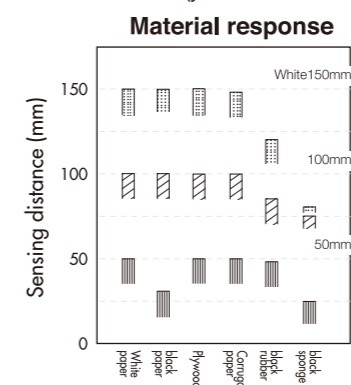 Material response
Sensing distance (mm)
150
100
50
0
White150mm
100mm
50mm
White
paper
black
paper
Plywood
Corruga
paper
black
rubber
black
sponge